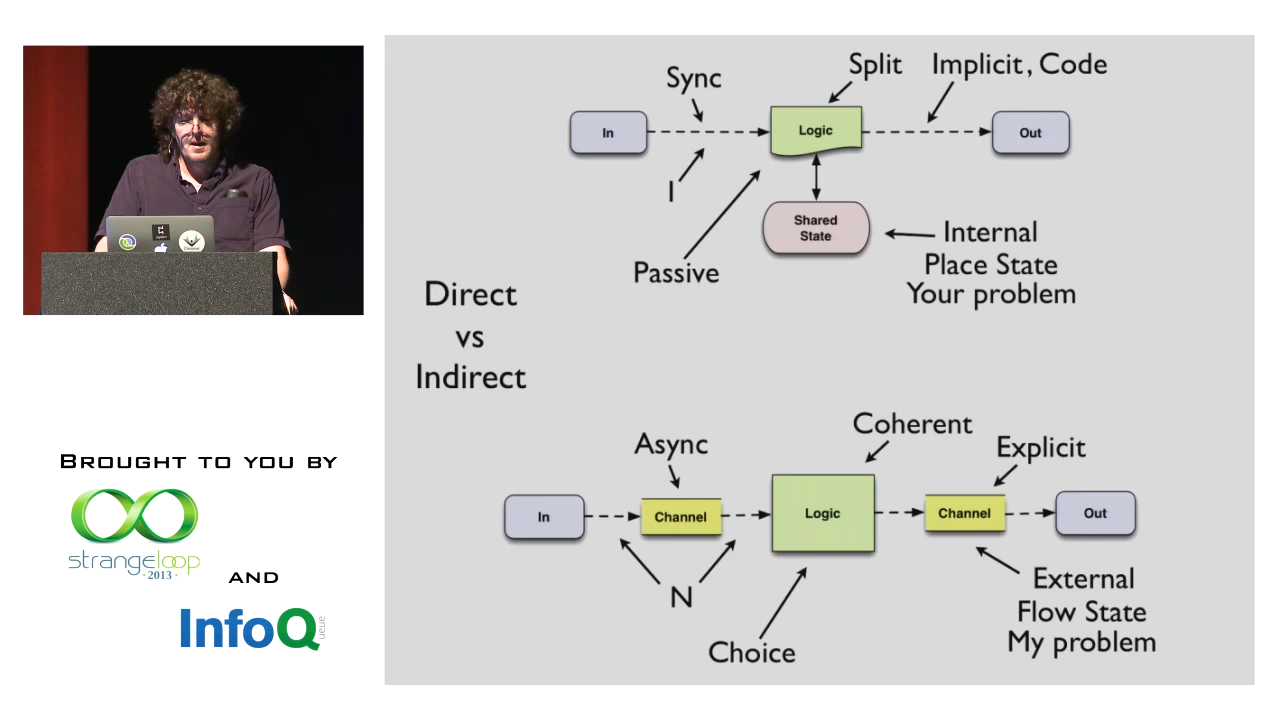 Sync
Split
Implicit, Code
In
Logic
Out
I
Shared
State
Passive
Internal
Place State
Your problem
Direct
vs
Indirect
Coherent
Async
Explicit
In
Channel
Logic
Channel
Out
N
Choice
External
Flow State
My problem
BROUGHT TO YOU BY
strangeloop
·2013·
AND
InfoQ
ueue